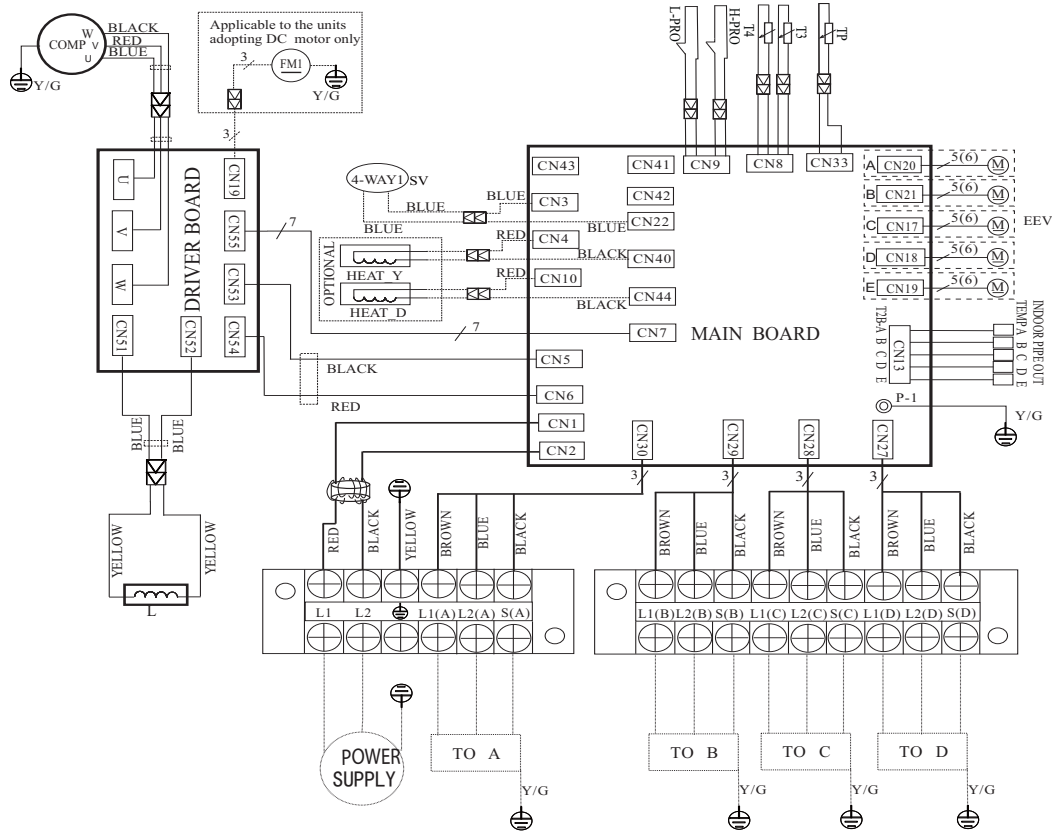 BLACK
RED
BLUE
COMP
W
V
U
Y/G
Applicable to the units
adopting DC motor only
3
FM1
Y/G
3
L-PRO
H-PRO
T4
T3
TP
U
V
W
DRIVER BOARD
CN19
CN55
CN53
CN54
CN51
CN52
7
4-WAY1
SV
BLUE
BLUE
BLUE
BLUE
OPTIONAL
HEAT_Y
HEAT_D
RED
BLACK
RED
BLACK
7
BLACK
RED
CN43
CN41
CN9
CN8
CN33
CN3
CN42
CN22
CN4
CN40
CN10
CN44
CN7
MAIN BOARD
CN5
CN6
CN1
CN2
CN30
CN29
CN28
CN27
A CN20 5(6) M
B CN21 5(6) M
C CN17 5(6) M
D CN18 5(6) M
E CN19 5(6) M
EEV
T2B-A
B
C
D
E
CN13
INDOOR PIPE OUT
TEMP. A
B
C
D
E
P-1
Y/G
BLUE
BLUE
YELLOW
YELLOW
L
3
3
3
3
RED
BLACK
YELLOW
BROWN
BLUE
BLACK
BROWN
BLUE
BLACK
BROWN
BLUE
BLACK
BROWN
BLUE
BLACK
L1
L2
L1(A)
L2(A)
S(A)
L1(B)
L2(B)
S(B)
L1(C)
L2(C)
S(C)
L1(D)
L2(D)
S(D)
POWER
SUPPLY
TO A
Y/G
TO B
Y/G
TO C
Y/G
TO D
Y/G